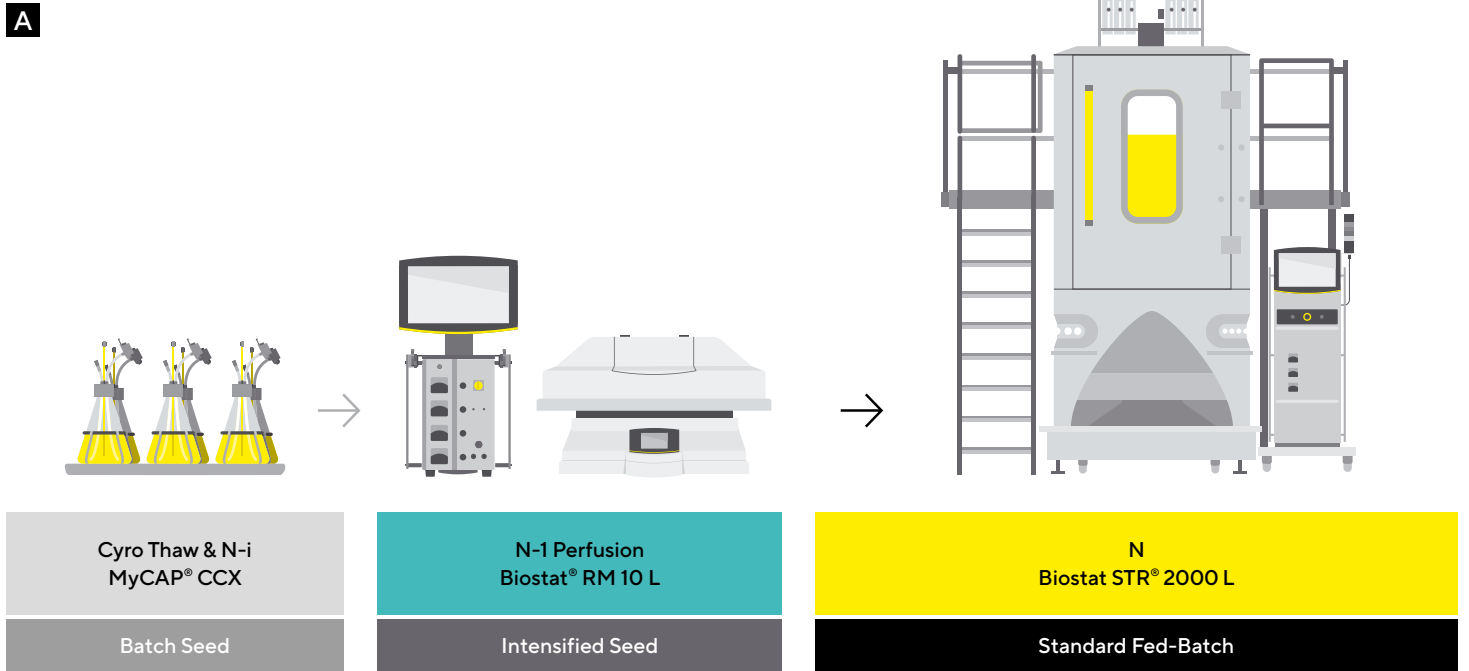 A
Cyro Thaw & N-i
MyCAP® CCX
N-1 Perfusion
Biostat® RM 10 L
N
Biostat STR® 2000 L
Batch Seed
Intensified Seed
Standard Fed-Batch